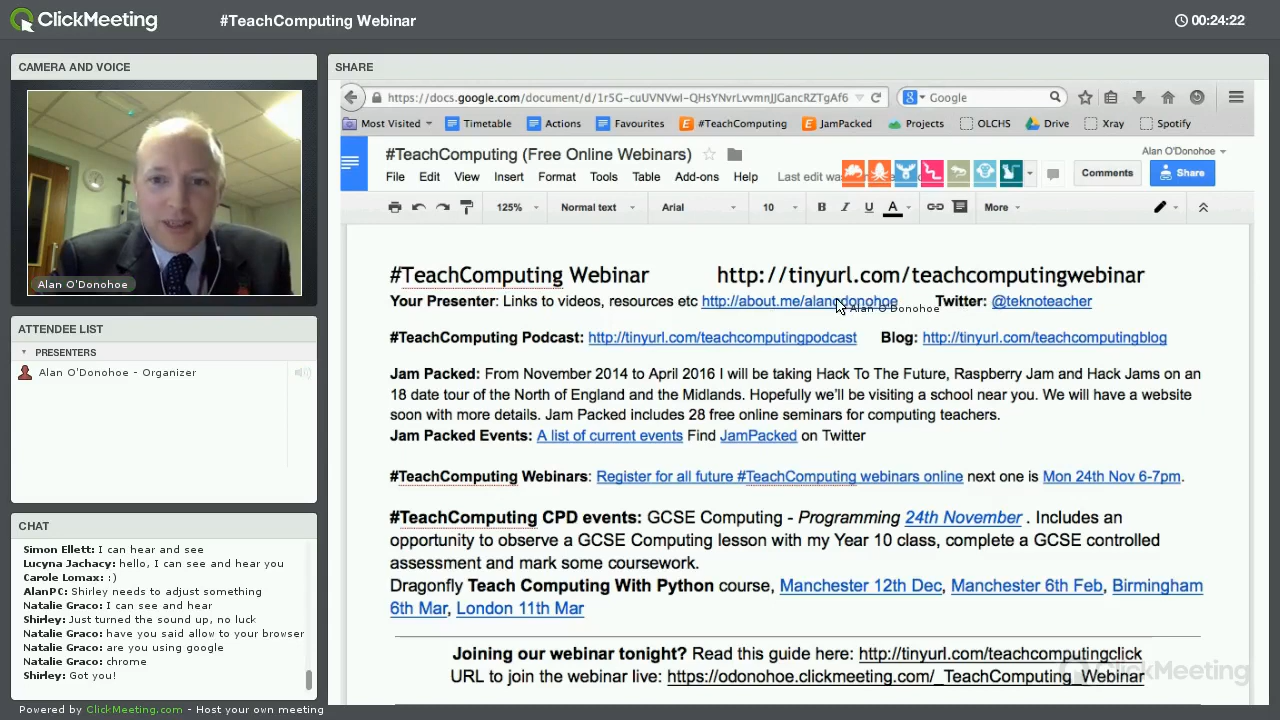 ClickMeeting
#TeachComputing Webinar
00:24:22
CAMERA AND VOICE
Alan O'Donohoe
ATTENDEE LIST
PRESENTERS
Alan O'Donohoe - Organizer
CHAT
Simon Ellett: I can hear and see
Lucyna Jachacy: hello, I can see and hear you
Carole Lomax: :)
AlanPC: Shirley needs to adjust something
Natalie Graco: I can see and hear
Shirley: Just turned the sound up, no luck
Natalie Graco: have you said allow to your browser
Natalie Graco: are you using google
Natalie Graco: chrome
Shirley: Got you!
Powered by ClickMeeting.com - Host your own meeting
SHARE
https://docs.google.com/document/d/1rSG-cuUVNVwI-QHsYNvrLvvmnJJGancRZTgAf6
Google
Most Visited Timetable Actions Favourites #TeachComputing JamPacked Projects OLCHS Drive Xray Spotify
#TeachComputing (Free Online Webinars)
Alan O'Donohoe
File Edit View Insert Format Tools Table Add-ons Help Last edit was
Comments Share
125% Normal text Arial 10 B I U A More
#TeachComputing Webinar http://tinyurl.com/teachcomputingwebinar
Your Presenter: Links to videos, resources etc http://about.me/alanodonohoe Twitter: @teknoteacher
Alan O'Donohoe
#TeachComputing Podcast: http://tinyurl.com/teachcomputingpodcast Blog: http://tinyurl.com/teachcomputingblog
Jam Packed: From November 2014 to April 2016 I will be taking Hack To The Future, Raspberry Jam and Hack Jams on an
18 date tour of the North of England and the Midlands. Hopefully we'll be visiting a school near you. We will have a website
soon with more details. Jam Packed includes 28 free online seminars for computing teachers.
Jam Packed Events: A list of current events Find JamPacked on Twitter
#TeachComputing Webinars: Register for all future #TeachComputing webinars online next one is Mon 24th Nov 6-7pm.
#TeachComputing CPD events: GCSE Computing - Programming 24th November . Includes an
opportunity to observe a GCSE Computing lesson with my Year 10 class, complete a GCSE controlled
assessment and mark some coursework.
Dragonfly Teach Computing With Python course, Manchester 12th Dec, Manchester 6th Feb, Birmingham
6th Mar, London 11th Mar
Joining our webinar tonight? Read this guide here: http://tinyurl.com/teachcomputingclick
URL to join the webinar live: https://odonohoe.clickmeeting.com/_TeachComputing_Webinar
ClickMeeting